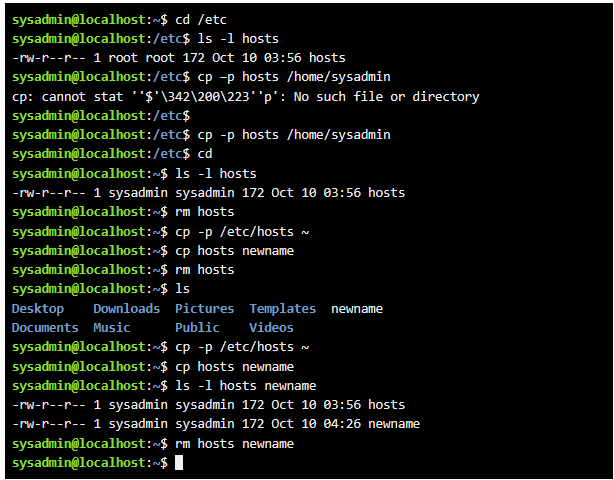 sysadmin@localhost:~$ cd /etc
sysadmin@localhost:/etc$ ls -l hosts
-rw-r--r-- 1 root root 172 Oct 10 03:56 hosts
sysadmin@localhost:/etc$ cp –p hosts /home/sysadmin
cp: cannot stat ''$'\342\200\223''p': No such file or directory
sysadmin@localhost:/etc$
sysadmin@localhost:/etc$ cp -p hosts /home/sysadmin
sysadmin@localhost:/etc$ cd
sysadmin@localhost:~$ ls -l hosts
-rw-r--r-- 1 sysadmin sysadmin 172 Oct 10 03:56 hosts
sysadmin@localhost:~$ rm hosts
sysadmin@localhost:~$ cp -p /etc/hosts ~
sysadmin@localhost:~$ cp hosts newname
sysadmin@localhost:~$ rm hosts
sysadmin@localhost:~$ ls
Desktop    Downloads  Pictures  Templates  newname
Documents  Music      Public    Videos
sysadmin@localhost:~$ cp -p /etc/hosts ~
sysadmin@localhost:~$ cp hosts newname
sysadmin@localhost:~$ ls -l hosts newname
-rw-r--r-- 1 sysadmin sysadmin 172 Oct 10 03:56 hosts
-rw-r--r-- 1 sysadmin sysadmin 172 Oct 10 04:26 newname
sysadmin@localhost:~$ rm hosts newname
sysadmin@localhost:~$